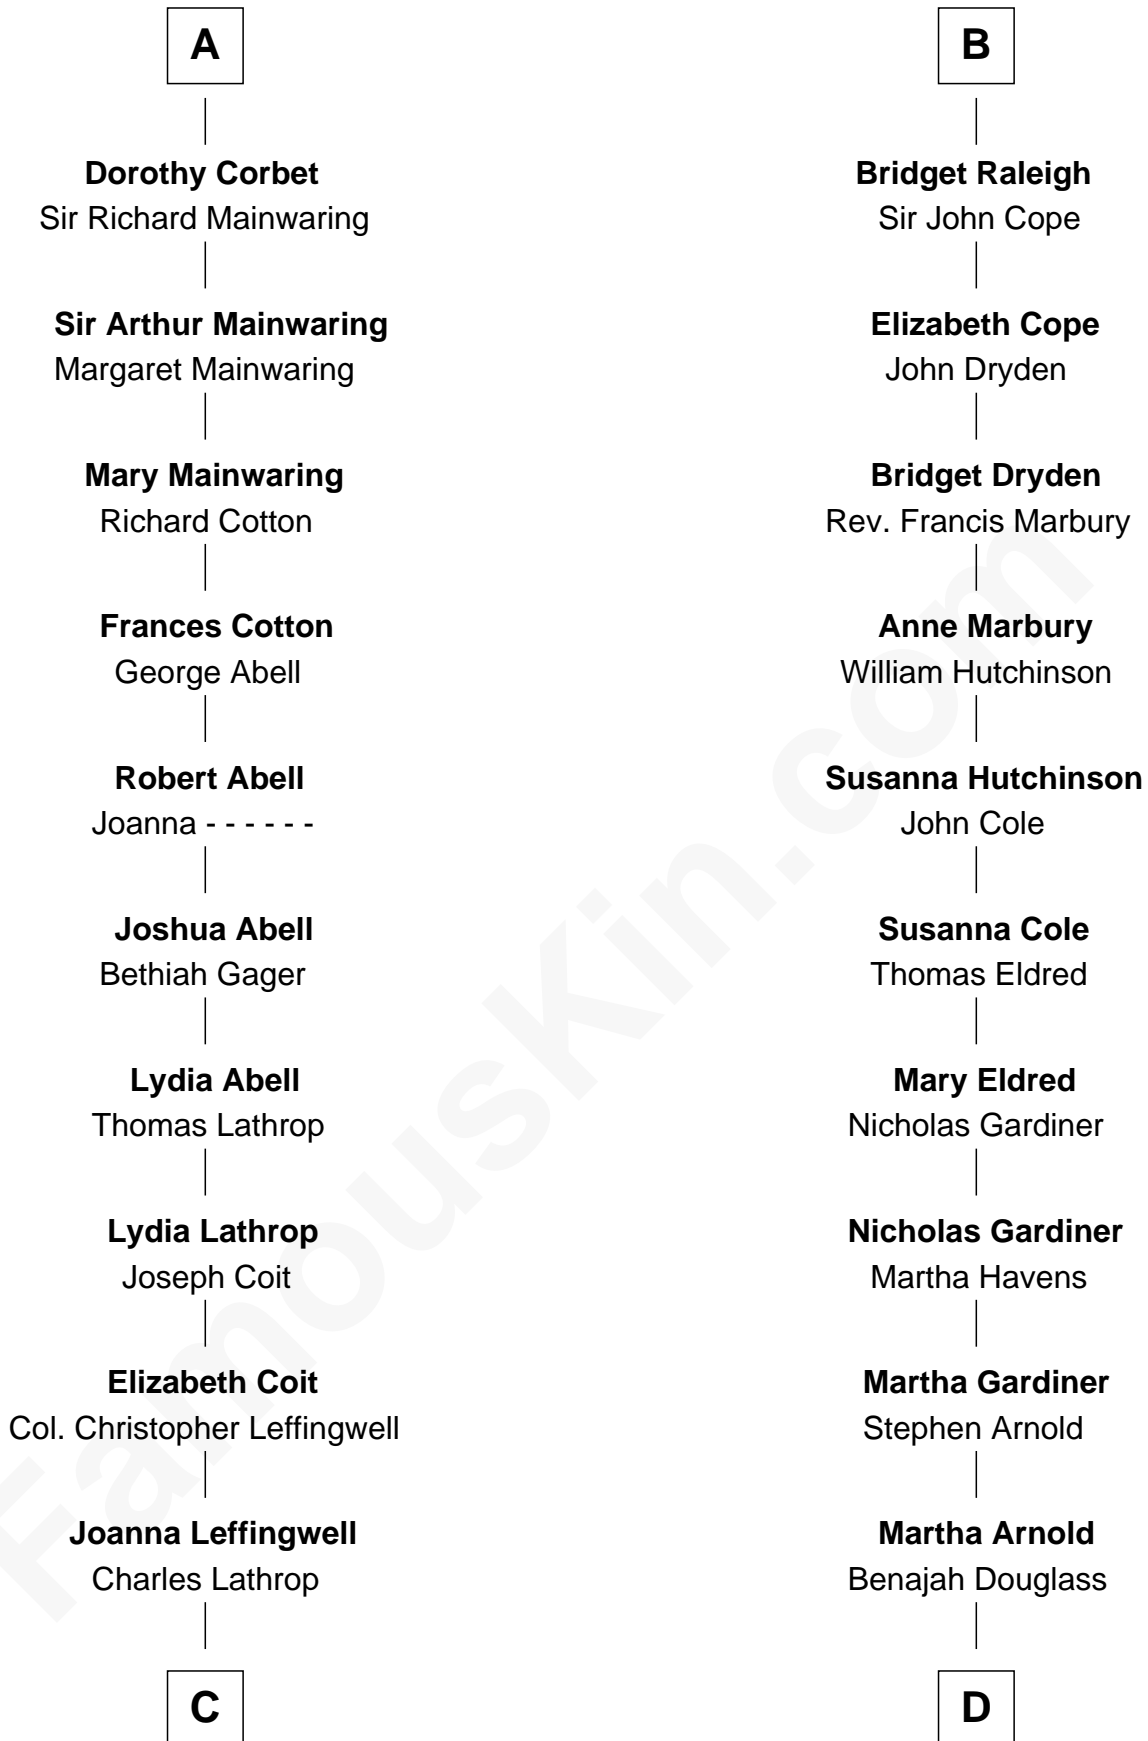 A
Dorothy Corbet
Sir Richard Mainwaring
Sir Arthur Mainwaring
Margaret Mainwaring
Mary Mainwaring
Richard Cotton
Frances Cotton
George Abell
Robert Abell
Joanna - - - - - -
Joshua Abell
Bethiah Gager
Lydia Abell
Thomas Lathrop
Lydia Lathrop
Joseph Coit
Elizabeth Coit
Col. Christopher Leffingwell
Joanna Leffingwell
Charles Lathrop
C
B
Bridget Raleigh
Sir John Cope
Elizabeth Cope
John Dryden
Bridget Dryden
Rev. Francis Marbury
Anne Marbury
William Hutchinson
Susanna Hutchinson
John Cole
Susanna Cole
Thomas Eldred
Mary Eldred
Nicholas Gardiner
Nicholas Gardiner
Martha Havens
Martha Gardiner
Stephen Arnold
Martha Arnold
Benajah Douglass
D
FamousKin.com